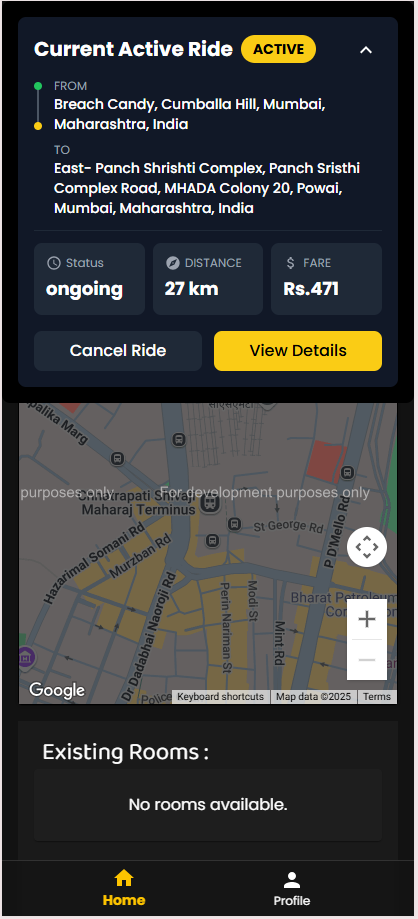 Current Active Ride ACTIVE
FROM
Breach Candy, Cumballa Hill, Mumbai,
Maharashtra, India
TO
East- Panch Shrishti Complex, Panch Sristhi
Complex Road, MHADA Colony 20, Powai,
Mumbai, Maharashtra, India
Status
ongoing
DISTANCE
27 km
$ FARE
Rs.471
Cancel Ride
View Details
palika Marg
purposes only
For development purposes only
Chhatrapati Shivaji
Maharaj Terminus
St George Rd
P D'Mello Rd
Hazarimal Somani Rd
Murzban Rd
Dr Dadabhai Naoroji Rd
Perin Nariman St
Modi St
Mint Rd
Bharat Petroleum
Police
Google
Keyboard shortcuts
Map data ©2025
Terms
Existing Rooms :
No rooms available.
Home
Profile